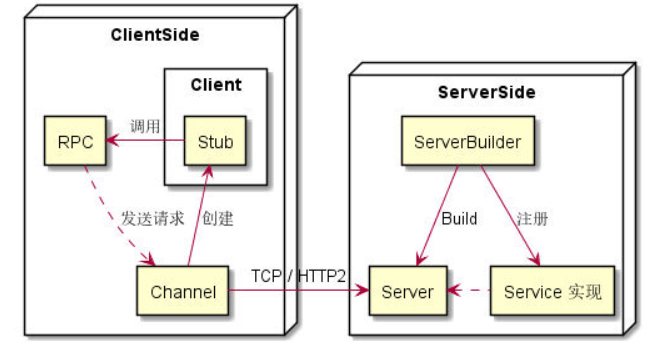 ClientSide
Client
RPC
调用
Stub
发送请求
创建
Channel
TCP / HTTP2
ServerSide
ServerBuilder
Build
注册
Server
Service 实现